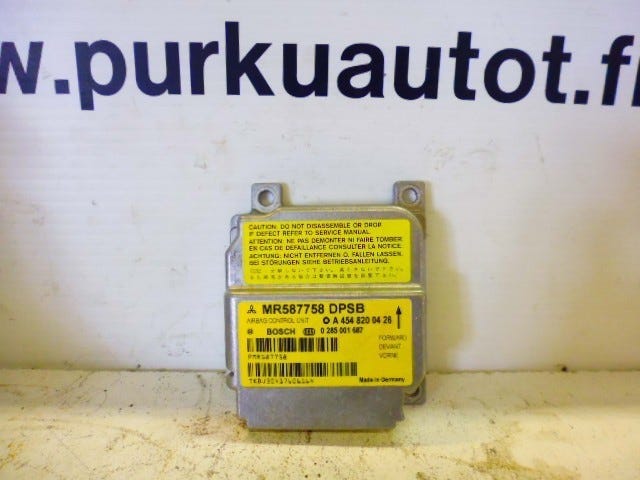 w.purkuautot.fi
CAUTION: DO NOT DISASSEMBLE OR DROP.
IF DEFECT REFER TO SERVICE MANUAL.
ATTENTION: NE PAS DEMONTER NI FAIRE TOMBER
EN CAS DE DEFAILLANCE CONSULTER LA NOTICE.
ACHTUNG: NICHT ENTFERNEN O. FALLEN LASSEN.
BEI STÖRUNGEN SIEHE BETRIEBSANLEITUNG.
MR587758 DPSB
AIRBAG CONTROL UNIT
A 454 820 04 26
BOSCH 0 285 001 687
FORWARD
DEVANT
VORNE
PMR587758
Made in Germany